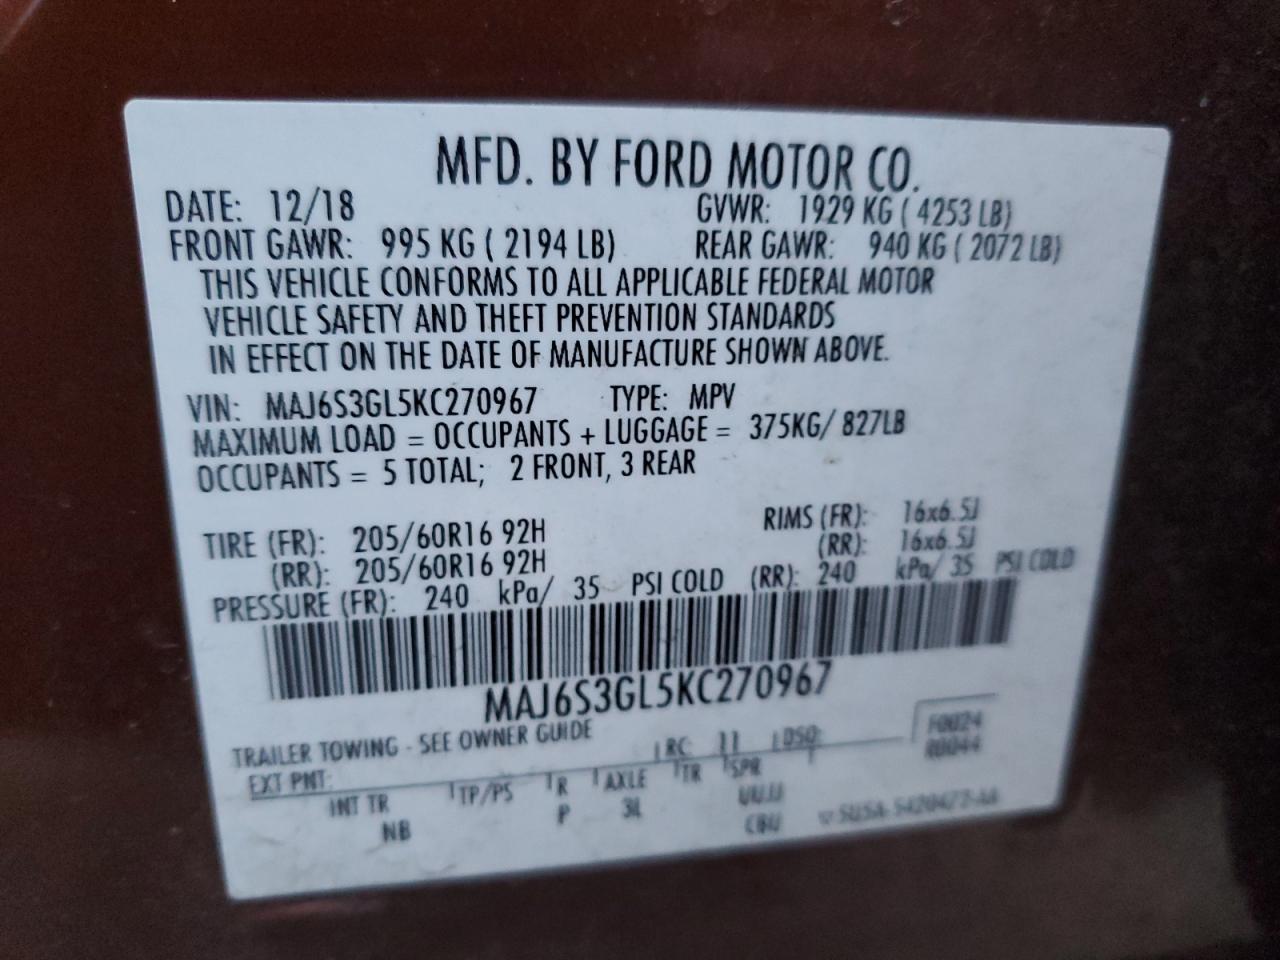 MFD. BY FORD MOTOR CO.
DATE: 12/18 GVWR: 1929 KG ( 4253 LB)
FRONT GAWR: 995 KG ( 2194 LB) REAR GAWR: 940 KG ( 2072 LB)
THIS VEHICLE CONFORMS TO ALL APPLICABLE FEDERAL MOTOR
VEHICLE SAFETY AND THEFT PREVENTION STANDARDS
IN EFFECT ON THE DATE OF MANUFACTURE SHOWN ABOVE.
VIN: MAJ6S3GL5KC270967 TYPE: MPV
MAXIMUM LOAD = OCCUPANTS + LUGGAGE = 375KG/ 827LB
OCCUPANTS = 5 TOTAL; 2 FRONT, 3 REAR
TIRE (FR): 205/60R16 92H RIMS (FR): 16x6.5J
(RR): 205/60R16 92H (RR): 16x6.5J
PRESSURE (FR): 240 kPa/ 35 PSI COLD (RR): 240 kPa/ 35 PSI COLD
MAJ6S3GL5KC270967
TRAILER TOWING - SEE OWNER GUIDE
EXT PNT: RC: 11 DSO: F0024
R0044
INT TR TP/PS R AXLE TR SPR
NB P 3L UUJJ
CBU